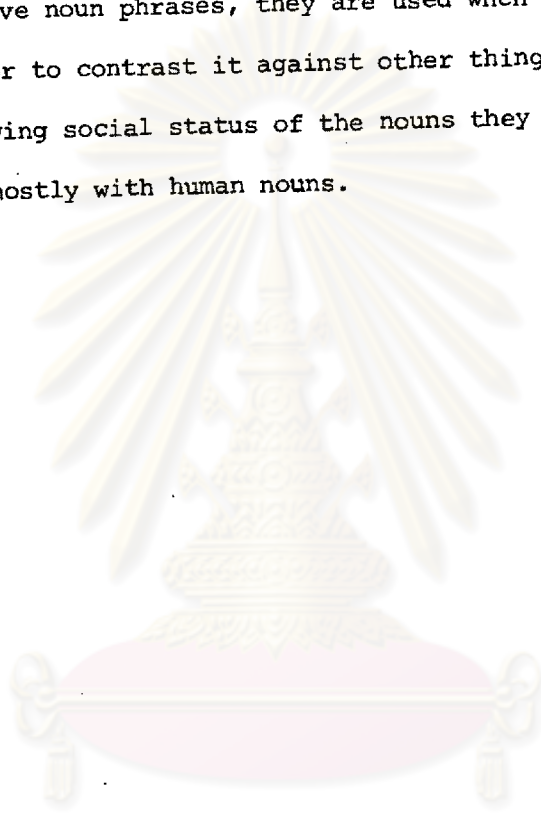 ve noun phrases, they are used when
r to contrast it against other thing
ing social status of the nouns they
ostly with human nouns.